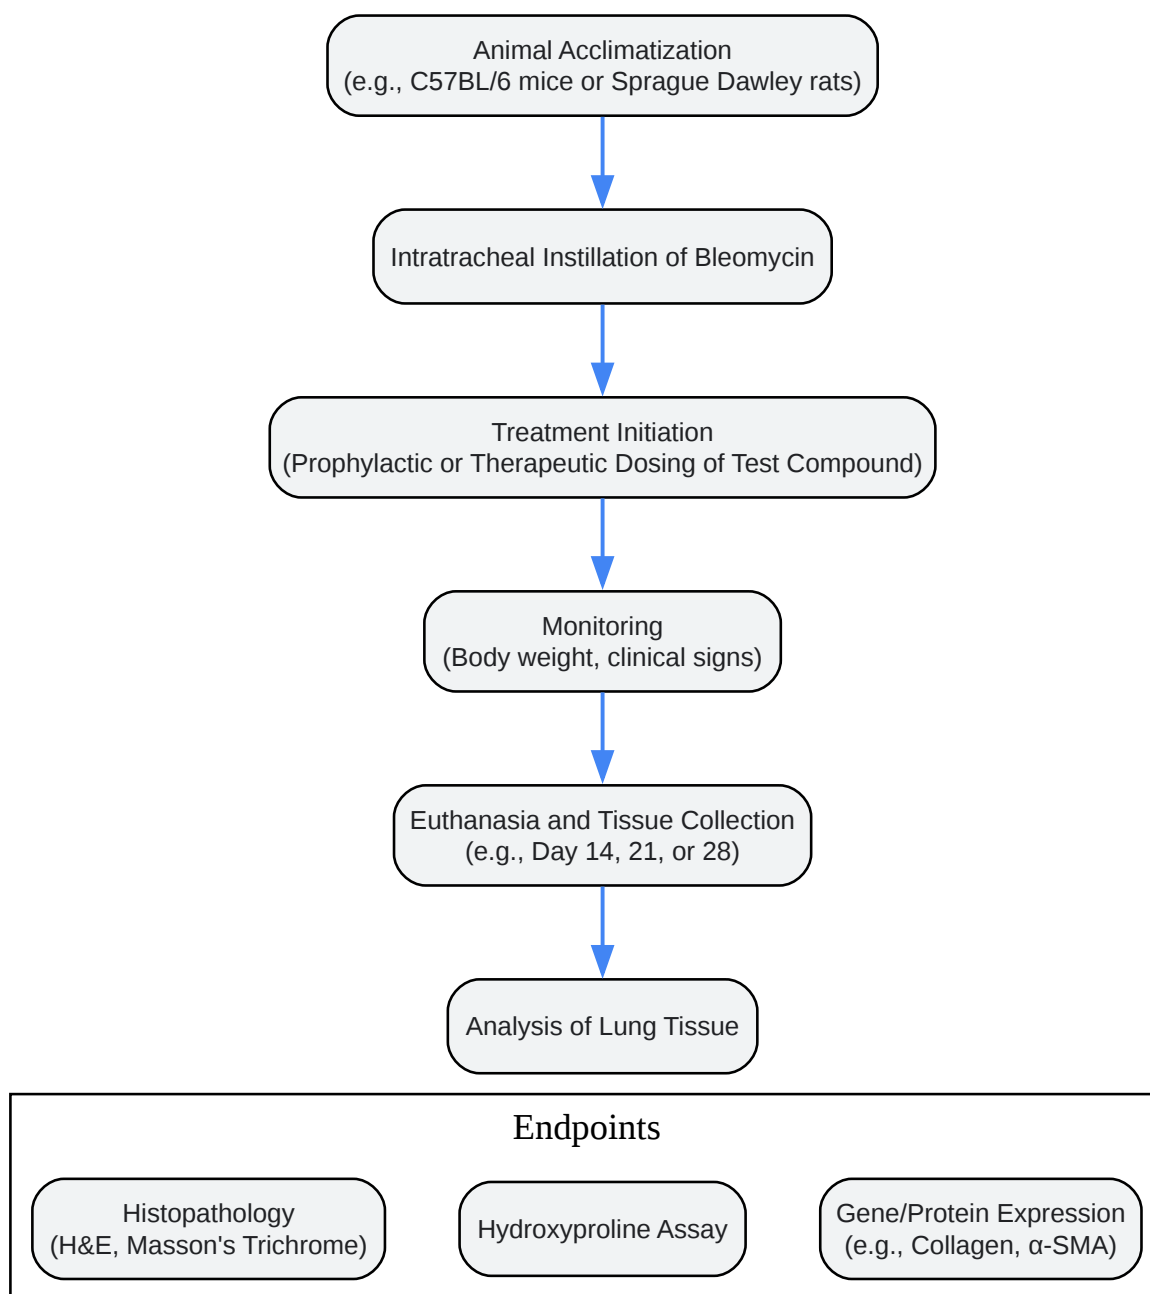 Animal Acclimatization
(e.g., C57BL/6 mice or Sprague Dawley rats)
Intratracheal Instillation of Bleomycin
Treatment Initiation
(Prophylactic or Therapeutic Dosing of Test Compound)
Monitoring
(Body weight, clinical signs)
Euthanasia and Tissue Collection
(e.g., Day 14, 21, or 28)
Analysis of Lung Tissue
Endpoints
Histopathology
(H&E, Masson's Trichrome)
Hydroxyproline Assay
Gene/Protein Expression
(e.g., Collagen, α-SMA)